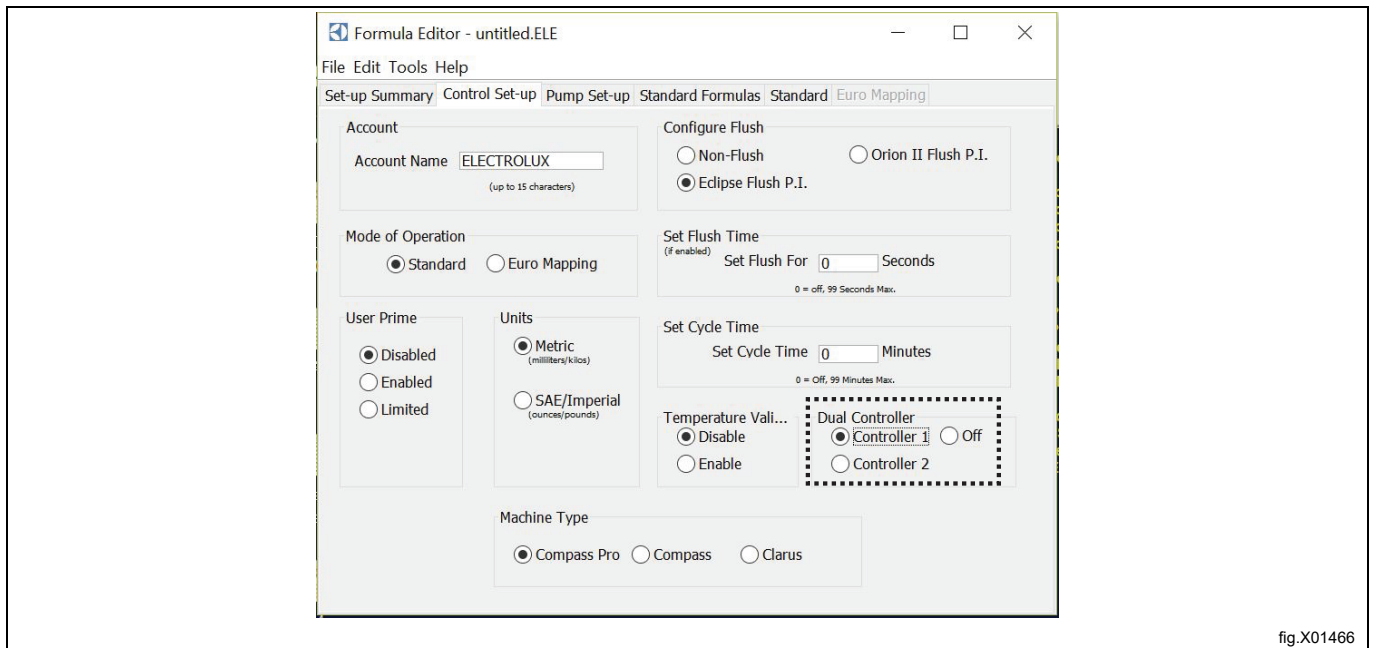 Formula Editor - untitled.ELE
File Edit Tools Help
Set-up Summary Control Set-up Pump Set-up Standard Formulas Standard Euro Mapping
Account
Account Name ELECTROLUX
(up to 15 characters)
Configure Flush
Non-Flush Orion II Flush P.I.
Eclipse Flush P.I.
Mode of Operation
Standard Euro Mapping
Set Flush Time
(if enabled)
Set Flush For 0 Seconds
0 = off, 99 Seconds Max.
User Prime
Disabled
Enabled
Limited
Units
Metric
(milliliters/kilos)
SAE/Imperial
(ounces/pounds)
Set Cycle Time
Set Cycle Time 0 Minutes
0 = Off, 99 Minutes Max.
Temperature Vali...
Disable
Enable
Dual Controller
Controller 1 Off
Controller 2
Machine Type
Compass Pro Compass Clarus
fig.X01466